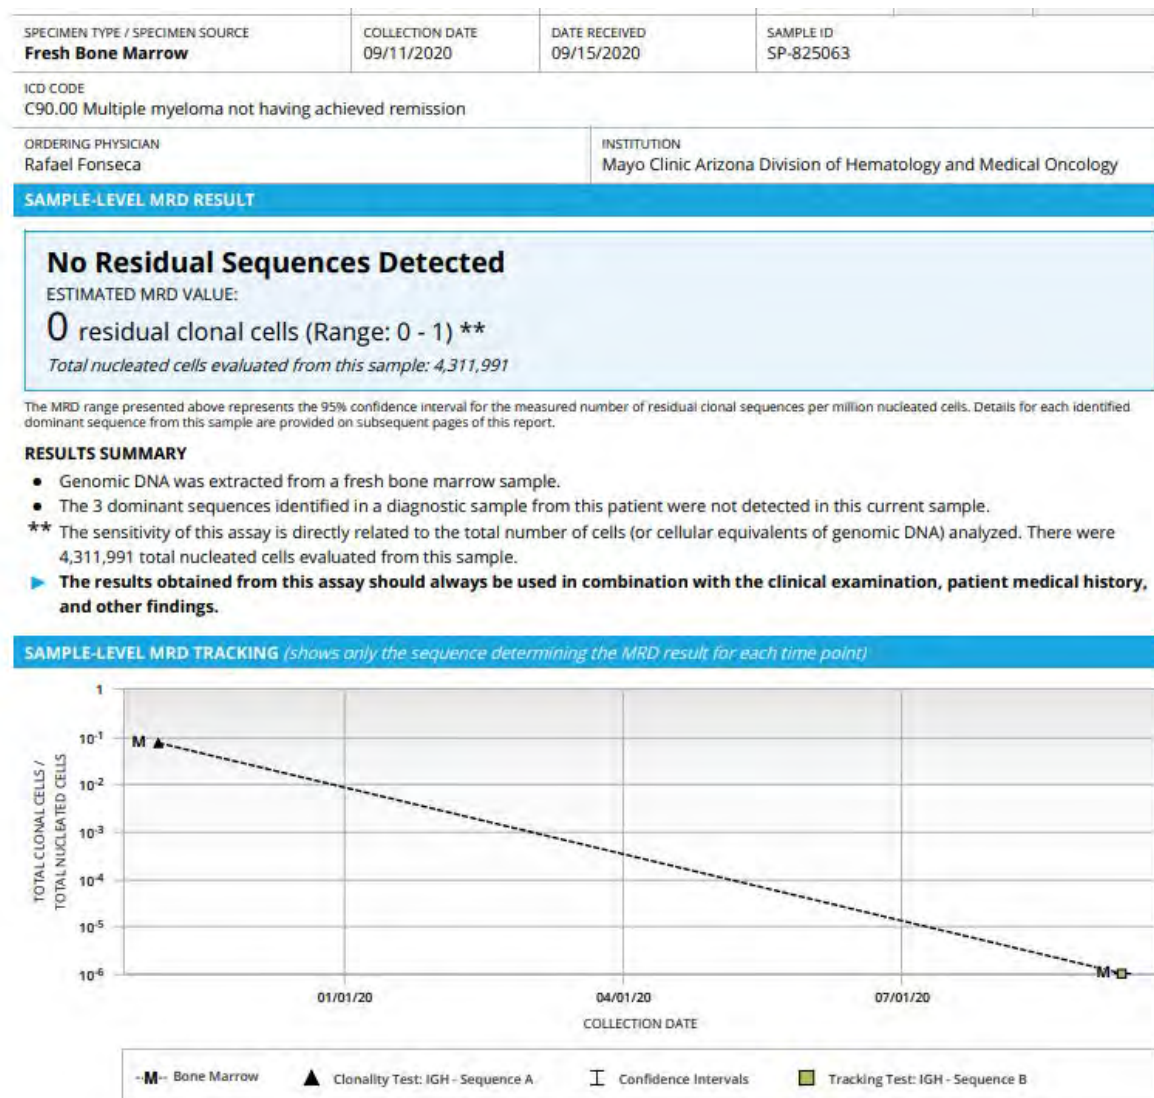 SPECIMEN TYPE / SPECIMEN SOURCE
Fresh Bone Marrow
COLLECTION DATE
09/11/2020
DATE RECEIVED
09/15/2020
SAMPLE ID
SP-825063
ICD CODE
C90.00 Multiple myeloma not having achieved remission
ORDERING PHYSICIAN
Rafael Fonseca
INSTITUTION
Mayo Clinic Arizona Division of Hematology and Medical Oncology
SAMPLE-LEVEL MRD RESULT
No Residual Sequences Detected
ESTIMATED MRD VALUE:
0 residual clonal cells (Range: 0 - 1) **
Total nucleated cells evaluated from this sample: 4,311,991
The MRD range presented above represents the 95% confidence interval for the measured number of residual clonal sequences per million nucleated cells. Details for each identified
dominant sequence from this sample are provided on subsequent pages of this report.
RESULTS SUMMARY
● Genomic DNA was extracted from a fresh bone marrow sample.
● The 3 dominant sequences identified in a diagnostic sample from this patient were not detected in this current sample.
** The sensitivity of this assay is directly related to the total number of cells (or cellular equivalents of genomic DNA) analyzed. There were
4,311,991 total nucleated cells evaluated from this sample.
► The results obtained from this assay should always be used in combination with the clinical examination, patient medical history,
and other findings.
SAMPLE-LEVEL MRD TRACKING (shows only the sequence determining the MRD result for each time point)
TOTAL CLONAL CELLS /
TOTAL NUCLEATED CELLS
1
10⁻¹
10⁻²
10⁻³
10⁻⁴
10⁻⁵
10⁻⁶
M
M
01/01/20
04/01/20
07/01/20
COLLECTION DATE
--M-- Bone Marrow
▲ Clonality Test: IGH - Sequence A
Confidence Intervals
Tracking Test: IGH - Sequence B